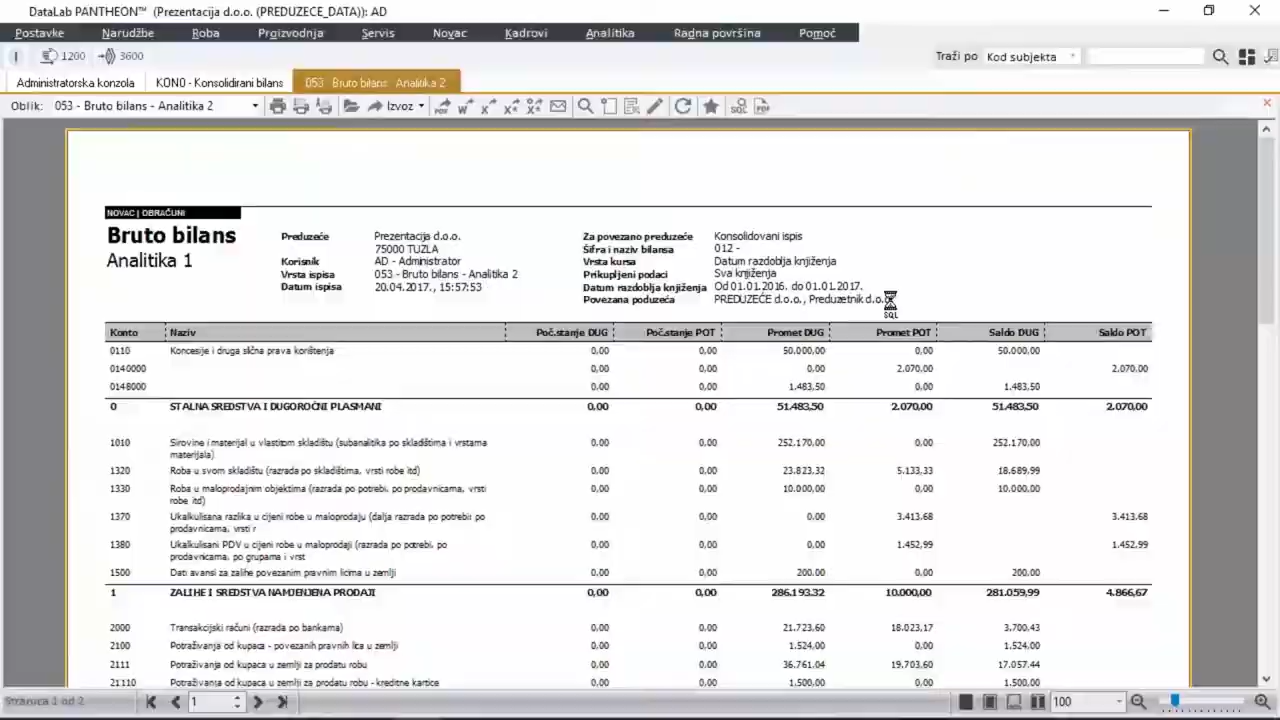 DataLab PANTHEON™ (Prezentacija d.o.o. (PREDUZECE_DATA)): AD
Postavke Narudžbe Roba Proizvodnja Servis Novac Kadrovi Analitika Radna površina Pomoć
1200 3600 Traži po Kod subjekta
Administratorska konzola KON0 - Konsolidirani bilans 053 - Bruto bilans - Analitika 2
Oblik: 053 - Bruto bilans - Analitika 2 Izvoz
NOVAC | OBRAČUNI
Bruto bilans
Analitika 1
Preduzeće Prezentacija d.o.o.
75000 TUZLA
Korisnik AD - Administrator
Vrsta ispisa 053 - Bruto bilans - Analitika 2
Datum ispisa 20.04.2017., 15:57:53
Za povezano preduzeće Konsolidovani ispis
Šifra i naziv bilansa 012 -
Vrsta kursa Datum razdoblja knjiženja
Prikupljeni podaci Sva knjiženja
Datum razdoblja knjiženja Od 01.01.2016. do 01.01.2017.
Povezana poduzeća PREDUZEĆE d.o.o., Preduzetnik d.o.o.
SQL
Konto Naziv Poč.stanje DUG Poč.stanje POT Promet DUG Promet POT Saldo DUG Saldo POT
0110 Koncesije i druga slična prava korištenja 0,00 0,00 50.000,00 0,00 50.000,00
0140000 0,00 0,00 0,00 2.070,00 2.070,00
0148000 0,00 0,00 1.483,50 0,00 1.483,50
0 STALNA SREDSTVA I DUGOROČNI PLASMANI 0,00 0,00 51.483,50 2.070,00 51.483,50 2.070,00
1010 Sirovine i materijal u vlastitom skladištu (subanalitika po skladištima i vrstama 0,00 0,00 252.170,00 0,00 252.170,00
materijala)
1320 Roba u svom skladištu (razrada po skladištima, vrsti robe itd) 0,00 0,00 23.823,32 5.133,33 18.689,99
1330 Roba u maloprodajnim objektima (razrada po potrebi, po prodavnicama, vrsti 0,00 0,00 10.000,00 0,00 10.000,00
robe itd)
1370 Ukalkulisana razlika u cijeni robe u maloprodaju (dalja razrada po potrebi: po 0,00 0,00 0,00 3.413,68 3.413,68
prodavnicama, vrsti r
1380 Ukalkulisani PDV u cijeni robe u maloprodaji (razrada po potrebi, po 0,00 0,00 0,00 1.452,99 1.452,99
prodavnicama, po grupama i vrst
1500 Dati avansi za zalihe povezanim pravnim licima u zemlji 0,00 0,00 200,00 0,00 200,00
1 ZALIHE I SREDSTVA NAMJENJENA PRODAJI 0,00 0,00 286.193,32 10.000,00 281.059,99 4.866,67
2000 Transakcijski računi (razrada po bankama) 0,00 0,00 21.723,60 18.023,17 3.700,43
2100 Potraživanja od kupaca - povezanih pravnih lica u zemlji 0,00 0,00 1.524,00 0,00 1.524,00
2111 Potraživanja od kupaca u zemlji za prodatu robu 0,00 0,00 36.761,04 19.703,60 17.057,44
21110 Potraživanja od kupaca u zemlji za prodatu robu - kreditne kartice 0,00 0,00 1.500,00 0,00 1.500,00
Stranica 1 od 2 1 100